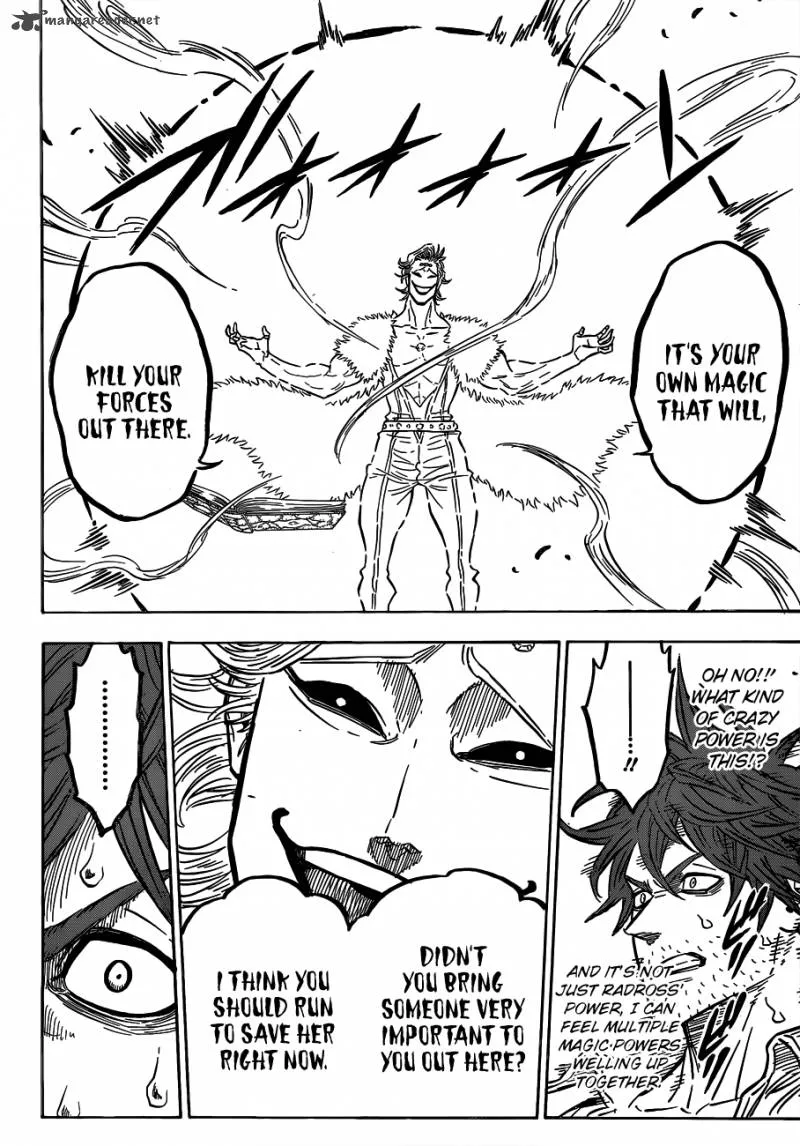 mangareader.net
IT'S YOUR
OWN MAGIC
THAT WILL,
KILL YOUR
FORCES
OUT THERE.
OH NO!!
WHAT KIND
OF CRAZY
POWER IS
THIS!?
...!!
AND IT'S NOT
JUST RADROSS'
POWER, I CAN
FEEL MULTIPLE
MAGIC POWERS
WELLING UP
TOGETHER.
DIDN'T
YOU BRING
SOMEONE VERY
IMPORTANT TO
YOU OUT HERE?
I THINK YOU
SHOULD RUN
TO SAVE HER
RIGHT NOW.
.........